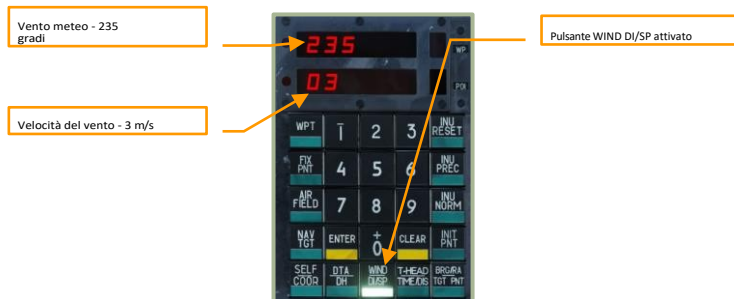 Vento meteo - 235
gradi
Pulsante WIND DI/SP attivato
Velocità del vento - 3 m/s
235
WP
03
PDI
WPT 1 2 3 INU RESET
FIX PNT 4 5 6 INU PREC
AIR FIELD 7 8 9 INU NORM
NAV TGT ENTER + 0 CLEAR INIT PNT
SELF COOR DTA DH WIND DI/SP T-HEAD TIME/DIS BRG/RA TGT PNT